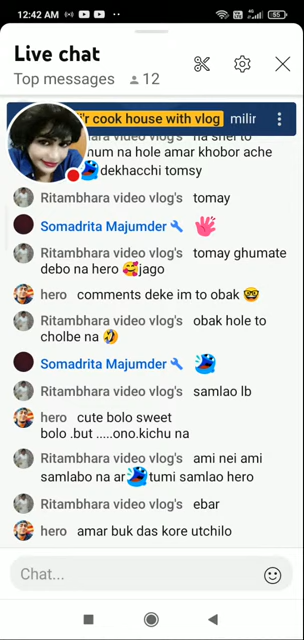 12:42 AM
55
Live chat
Top messages 12
cook house with vlog milir
Ritambhara video vlog's na shei to
hum na hole amar khobor ache
dekhacchi tomsy
Ritambhara video vlog's tomay
Somadrita Majumder
Ritambhara video vlog's tomay ghumate
debo na hero jago
hero comments deke im to obak
Ritambhara video vlog's obak hole to
cholbe na
Somadrita Majumder
Ritambhara video vlog's samlao lb
hero cute bolo sweet
bolo .but .....ono.kichu na
Ritambhara video vlog's ami nei ami
samlabo na ar tumi samlao hero
Ritambhara video vlog's ebar
hero amar buk das kore utchilo
Chat...